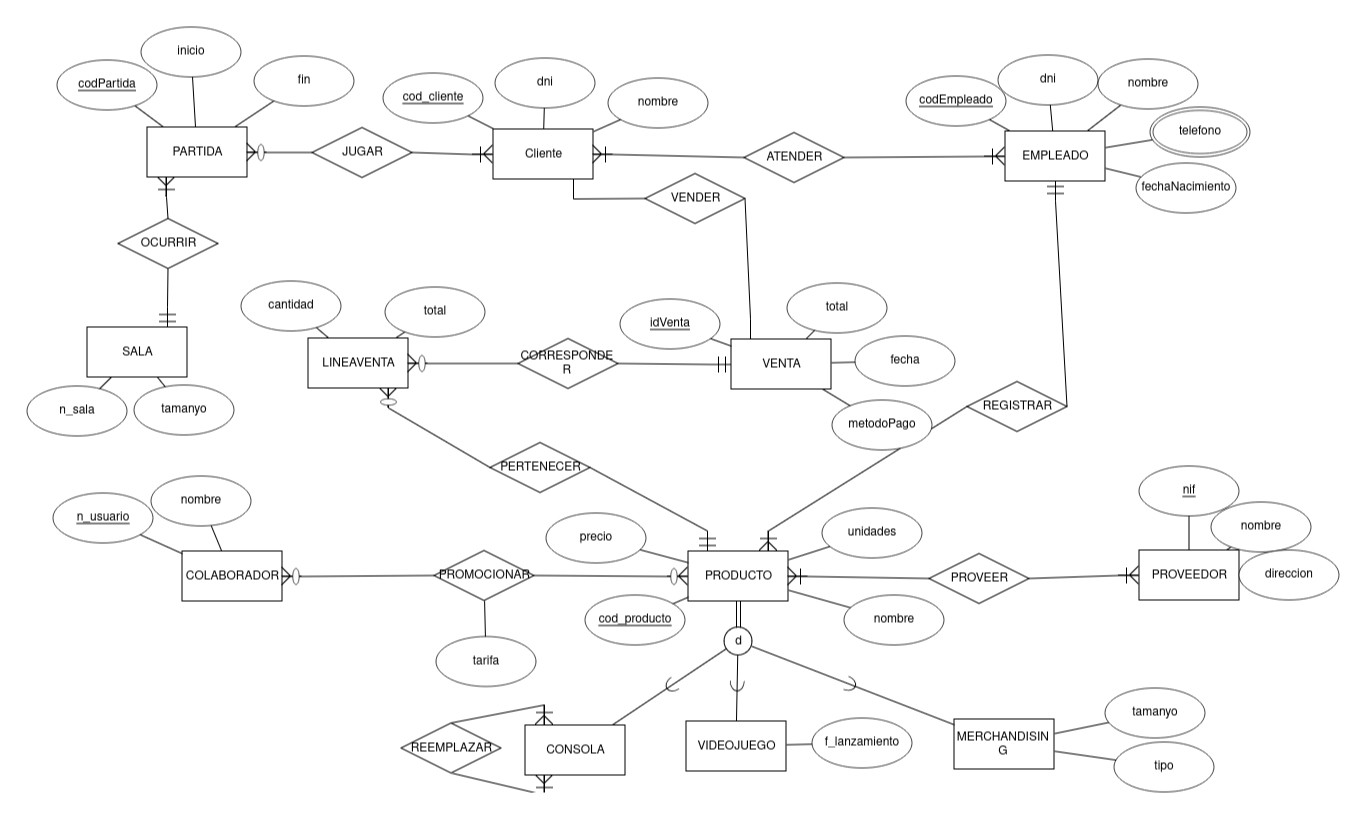 inicio
codPartida
fin
PARTIDA
JUGAR
cod_cliente
dni
nombre
Cliente
ATENDER
codEmpleado
dni
nombre
telefono
fechaNacimiento
EMPLEADO
VENDER
OCURRIR
SALA
n_sala
tamanyo
cantidad
total
LINEAVENTA
CORRESPONDE
R
idVenta
total
fecha
VENTA
metodoPago
REGISTRAR
PERTENECER
n_usuario
nombre
COLABORADOR
PROMOCIONAR
tarifa
precio
unidades
PRODUCTO
cod_producto
nombre
PROVEER
nif
nombre
PROVEEDOR
direccion
d
REEMPLAZAR
CONSOLA
VIDEOJUEGO
f_lanzamiento
MERCHANDISIN
G
tamanyo
tipo